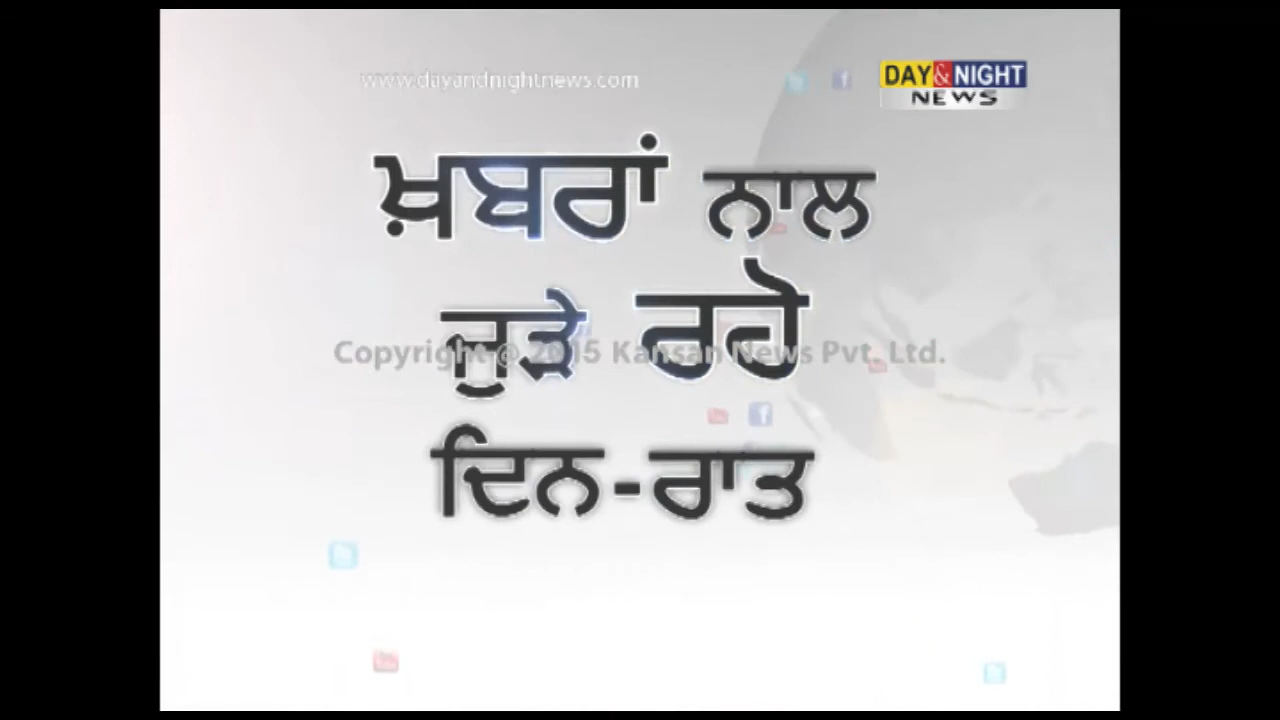 www.dayandnightnews.com
DAY&NIGHT
NEWS
ਖ਼ਬਰਾਂ ਨਾਲ
ਜੁੜੇ ਰਹੋ
Copyright @ 2015 Kansan News Pvt. Ltd.
ਦਿਨ-ਰਾਤ